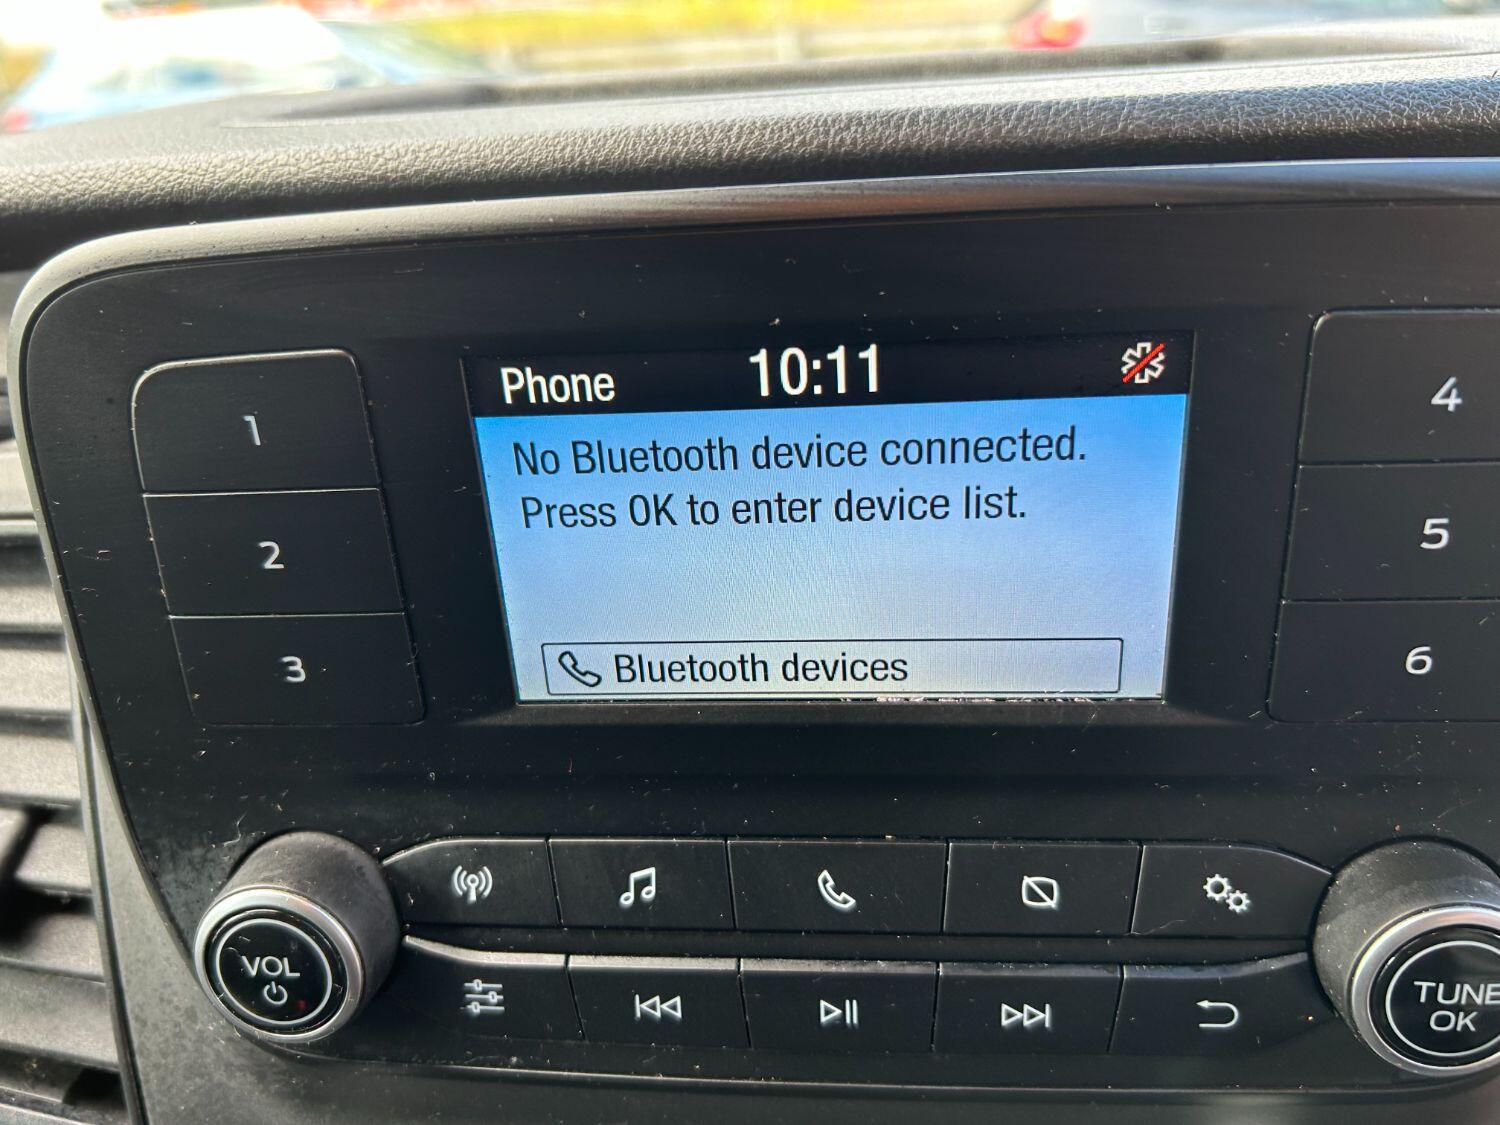 Phone 10:11
No Bluetooth device connected.
Press OK to enter device list.
Bluetooth devices
1
2
3
4
5
6
VOL
TUNE
OK